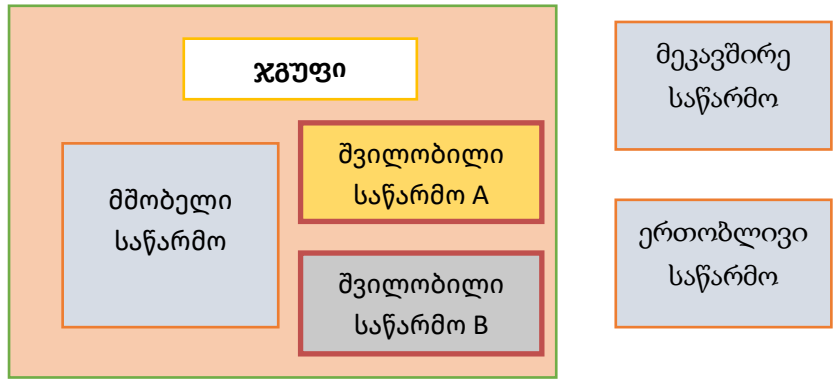 ჯგუფი
მშობელი
საწარმო
შვილობილი
საწარმო A
შვილობილი
საწარმო B
მეკავშირე
საწარმო
ერთობლივი
საწარმო